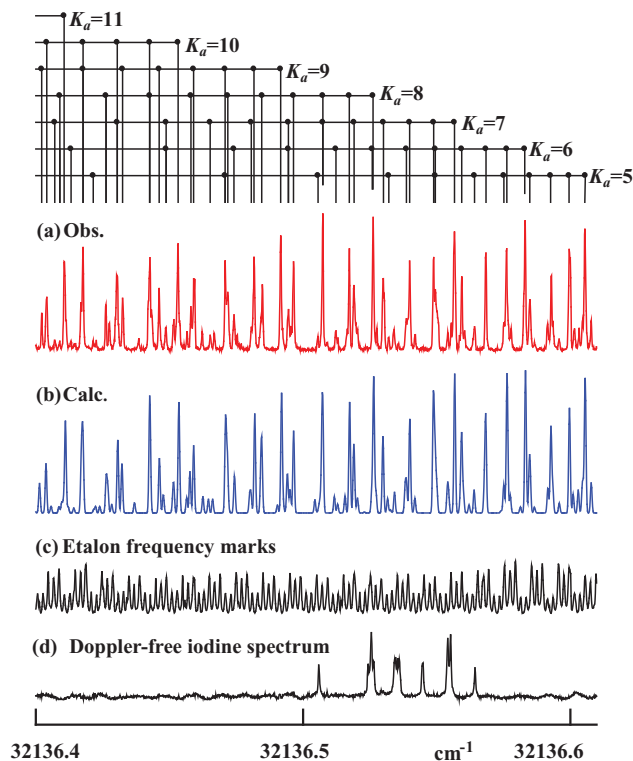 Ka=11
Ka=10
Ka=9
Ka=8
Ka=7
Ka=6
Ka=5
(a) Obs.
(b) Calc.
(c) Etalon frequency marks
(d) Doppler-free iodine spectrum
32136.4 32136.5 cm-1 32136.6